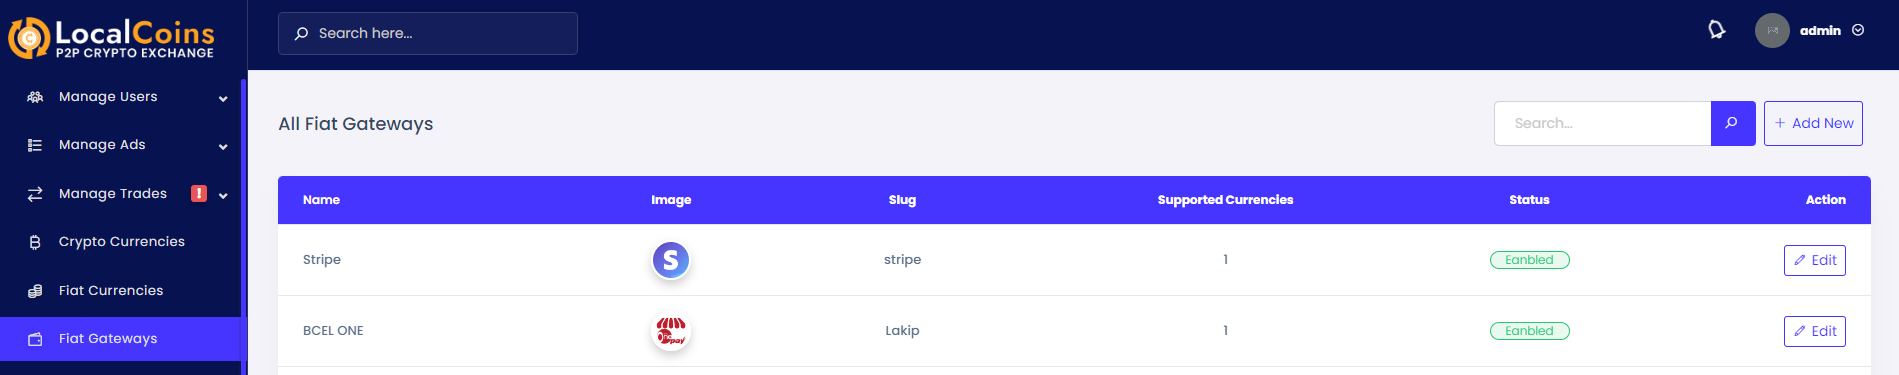 LocalCoins
P2P CRYPTO EXCHANGE
Search here...
admin
Manage Users
Manage Ads
Manage Trades
Crypto Currencies
Fiat Currencies
Fiat Gateways
All Fiat Gateways
Search...
+ Add New
Name Image Slug Supported Currencies Status Action
Stripe S stripe 1 Eanbled Edit
BCEL ONE One pay Lakip 1 Eanbled Edit